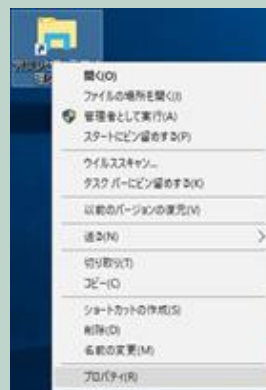 開く(O)
ファイルの場所を開く(I)
管理者として実行(A)
スタートにピン留めする(P)
ウイルススキャン...
タスク バーにピン留めする(K)
以前のバージョンの復元(V)
送る(N)
切り取り(T)
コピー(C)
ショートカットの作成(S)
削除(D)
名前の変更(M)
プロパティ(R)